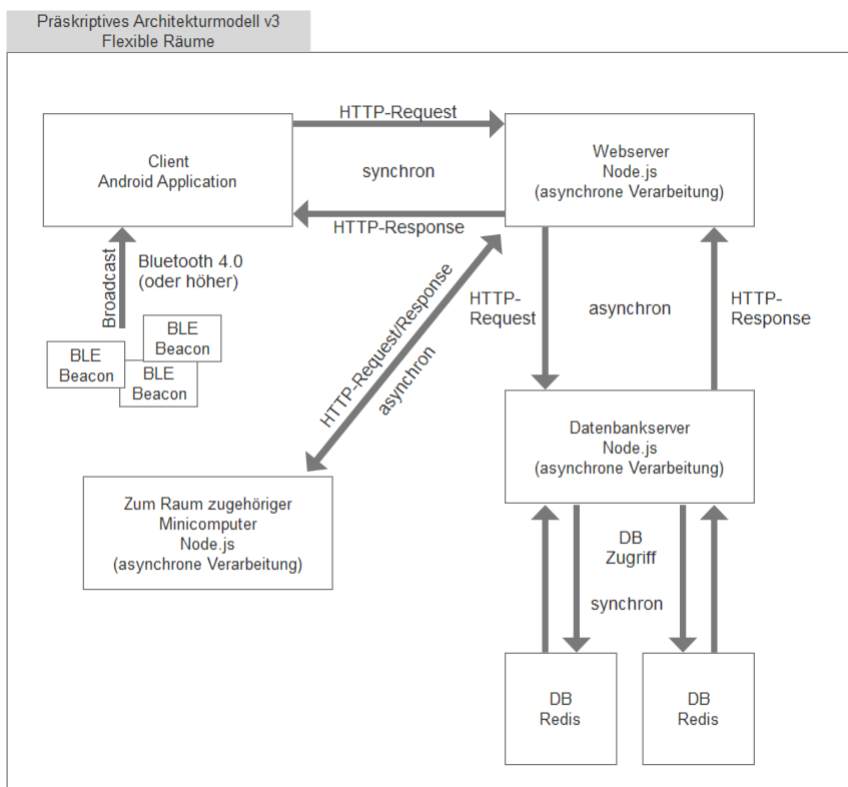 Präskriptives Architekturmodell v3
Flexible Räume
HTTP-Request
Client
Android Application
synchron
Webserver
Node.js
(asynchrone Verarbeitung)
HTTP-Response
Broadcast
Bluetooth 4.0
(oder höher)
BLE
Beacon
BLE
Beacon
BLE
Beacon
HTTP-Request/Response
asynchron
HTTP-
Request
asynchron
HTTP-
Response
Datenbankserver
Node.js
(asynchrone Verarbeitung)
Zum Raum zugehöriger
Minicomputer
Node.js
(asynchrone Verarbeitung)
DB
Zugriff
synchron
DB
Redis
DB
Redis